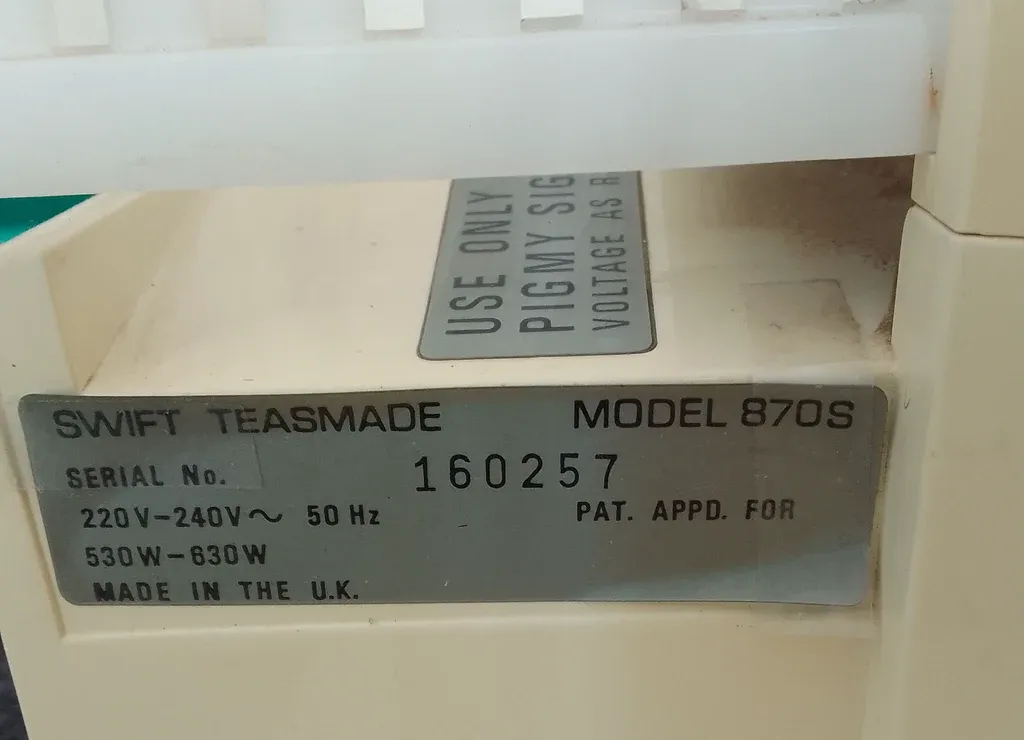 USE ONLY
PIGMY SIG
VOLTAGE AS
SWIFT TEASMADE MODEL 870S
SERIAL No. 160257
220V-240V~ 50 Hz PAT. APPD. FOR
530W-630W
MADE IN THE U.K.